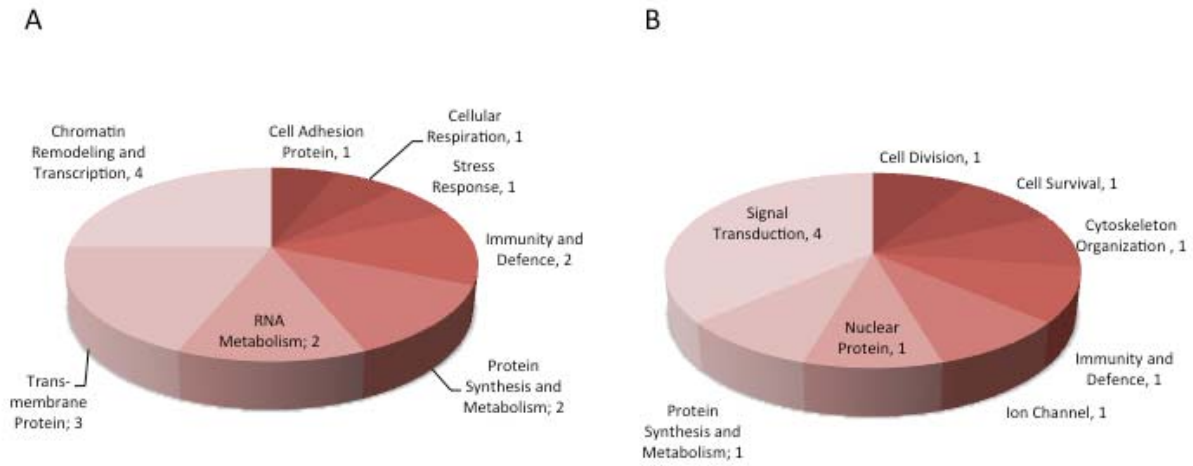 A
Chromatin
Remodeling and
Transcription, 4
Cell Adhesion
Protein, 1
Cellular
Respiration, 1
Stress
Response, 1
Immunity and
Defence, 2
Protein
Synthesis and
Metabolism; 2
RNA
Metabolism; 2
Trans-
membrane
Protein; 3
B
Cell Division, 1
Cell Survival, 1
Cytoskeleton
Organization , 1
Immunity and
Defence, 1
Ion Channel, 1
Nuclear
Protein, 1
Protein
Synthesis and
Metabolism; 1
Signal
Transduction, 4